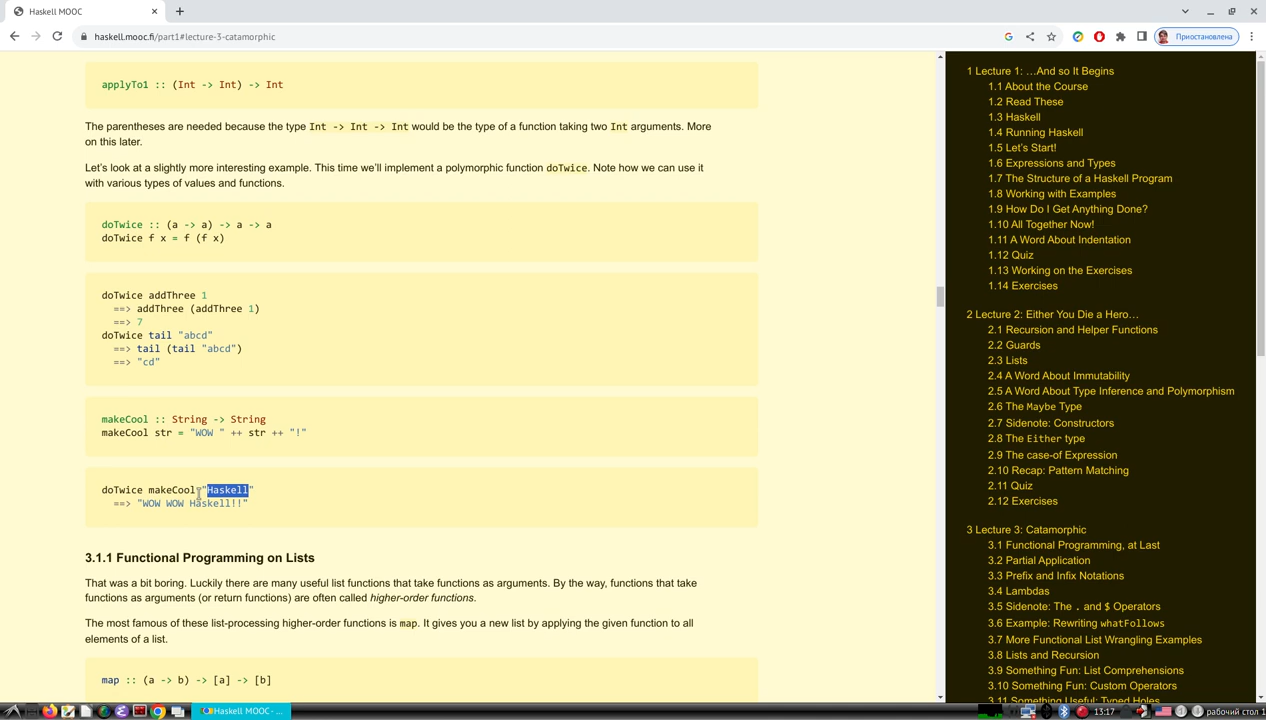 Haskell MOOC
haskell.mooc.fi/part1#lecture-3-catamorphic
Приостановлена
applyTo1 :: (Int -> Int) -> Int
The parentheses are needed because the type Int -> Int -> Int would be the type of a function taking two Int arguments. More
on this later.
Let’s look at a slightly more interesting example. This time we’ll implement a polymorphic function doTwice. Note how we can use it
with various types of values and functions.
doTwice :: (a -> a) -> a -> a
doTwice f x = f (f x)
doTwice addThree 1
==> addThree (addThree 1)
==> 7
doTwice tail "abcd"
==> tail (tail "abcd")
==> "cd"
makeCool :: String -> String
makeCool str = "WOW " ++ str ++ "!"
doTwice makeCool "Haskell"
==> "WOW WOW Haskell!!"
3.1.1 Functional Programming on Lists
That was a bit boring. Luckily there are many useful list functions that take functions as arguments. By the way, functions that take
functions as arguments (or return functions) are often called higher-order functions.
The most famous of these list-processing higher-order functions is map. It gives you a new list by applying the given function to all
elements of a list.
map :: (a -> b) -> [a] -> [b]
1 Lecture 1: …And so It Begins
1.1 About the Course
1.2 Read These
1.3 Haskell
1.4 Running Haskell
1.5 Let’s Start!
1.6 Expressions and Types
1.7 The Structure of a Haskell Program
1.8 Working with Examples
1.9 How Do I Get Anything Done?
1.10 All Together Now!
1.11 A Word About Indentation
1.12 Quiz
1.13 Working on the Exercises
1.14 Exercises
2 Lecture 2: Either You Die a Hero…
2.1 Recursion and Helper Functions
2.2 Guards
2.3 Lists
2.4 A Word About Immutability
2.5 A Word About Type Inference and Polymorphism
2.6 The Maybe Type
2.7 Sidenote: Constructors
2.8 The Either type
2.9 The case-of Expression
2.10 Recap: Pattern Matching
2.11 Quiz
2.12 Exercises
3 Lecture 3: Catamorphic
3.1 Functional Programming, at Last
3.2 Partial Application
3.3 Prefix and Infix Notations
3.4 Lambdas
3.5 Sidenote: The . and $ Operators
3.6 Example: Rewriting whatFollows
3.7 More Functional List Wrangling Examples
3.8 Lists and Recursion
3.9 Something Fun: List Comprehensions
3.10 Something Fun: Custom Operators
3.11 Something Useful: Typed Holes
Haskell MOOC - ...
13:17
рабочий стол 1